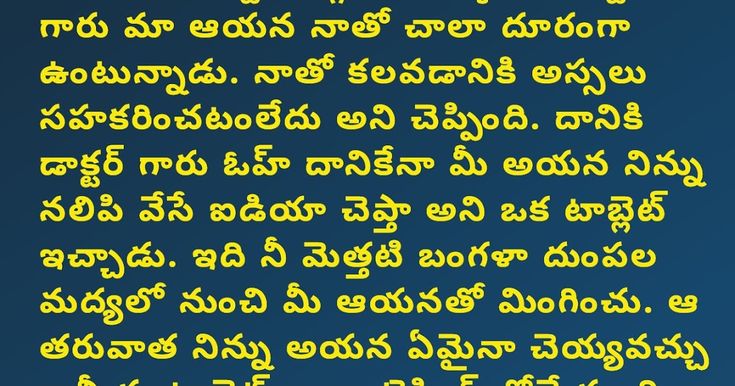 గారు మా ఆయన నాతో చాలా దూరంగా
ఉంటున్నాడు. నాతో కలవడానికి అస్సలు
సహకరించటంలేదు అని చెప్పింది. దానికి
డాక్టర్ గారు ఓహ్ దానికేనా మీ అయన నిన్ను
నలిపి వేసే ఐడియా చెప్తా అని ఒక టాబ్లెట్
ఇచ్చాడు. ఇది నీ మెత్తటి బంగళా దుంపల
మద్యలో నుంచి మీ ఆయనతో మింగించు. ఆ
తరువాత నిన్ను అయన ఏమైనా చెయ్యవచ్చు